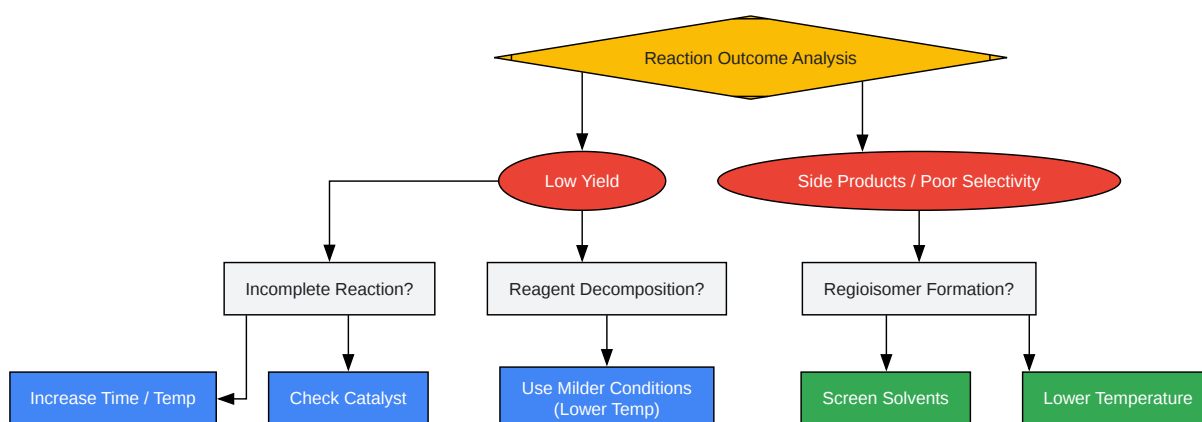 Reaction Outcome Analysis
Low Yield
Side Products / Poor Selectivity
Incomplete Reaction?
Reagent Decomposition?
Regioisomer Formation?
Increase Time / Temp
Check Catalyst
Use Milder Conditions
(Lower Temp)
Screen Solvents
Lower Temperature